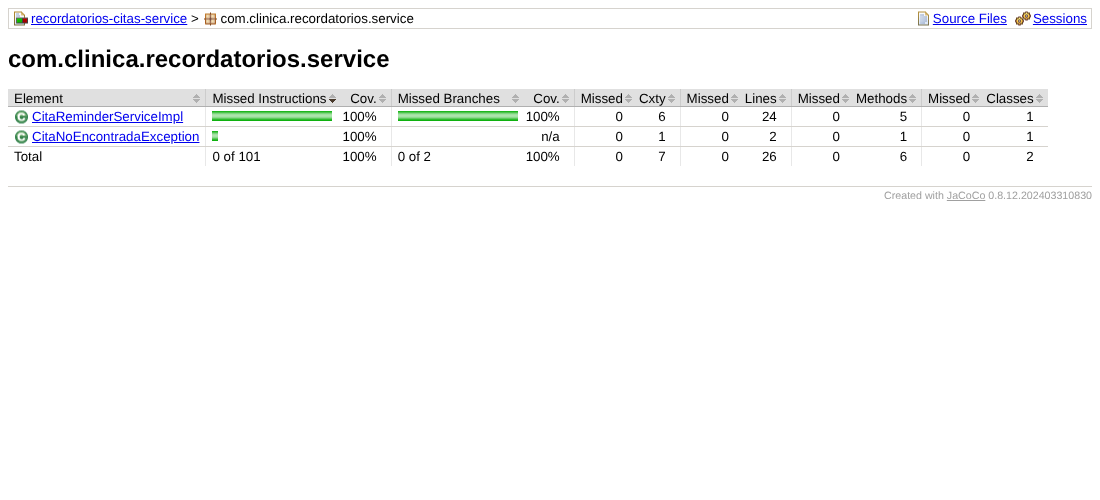 recordatorios-citas-service > com.clinica.recordatorios.service Source Files Sessions
com.clinica.recordatorios.service
Element Missed Instructions Cov. Missed Branches Cov. Missed Cxty Missed Lines Missed Methods Missed Classes
CitaReminderServiceImpl 100% 100% 0 6 0 24 0 5 0 1
CitaNoEncontradaException 100% n/a 0 1 0 2 0 1 0 1
Total 0 of 101 100% 0 of 2 100% 0 7 0 26 0 6 0 2
Created with JaCoCo 0.8.12.202403310830